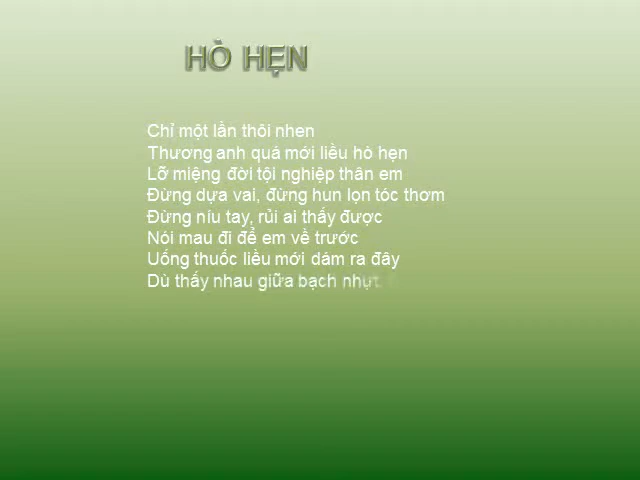 HÒ HẸN
Chỉ một lần thôi nhen
Thương anh quá mới liều hò hẹn
Lỡ miệng đời tội nghiệp thân em
Đừng dựa vai, đừng hun lọn tóc thơm
Đừng níu tay, rủi ai thấy được
Nói mau đi để em về trước
Uống thuốc liều mới dám ra đây
Dù thấy nhau giữa bạch nhựt